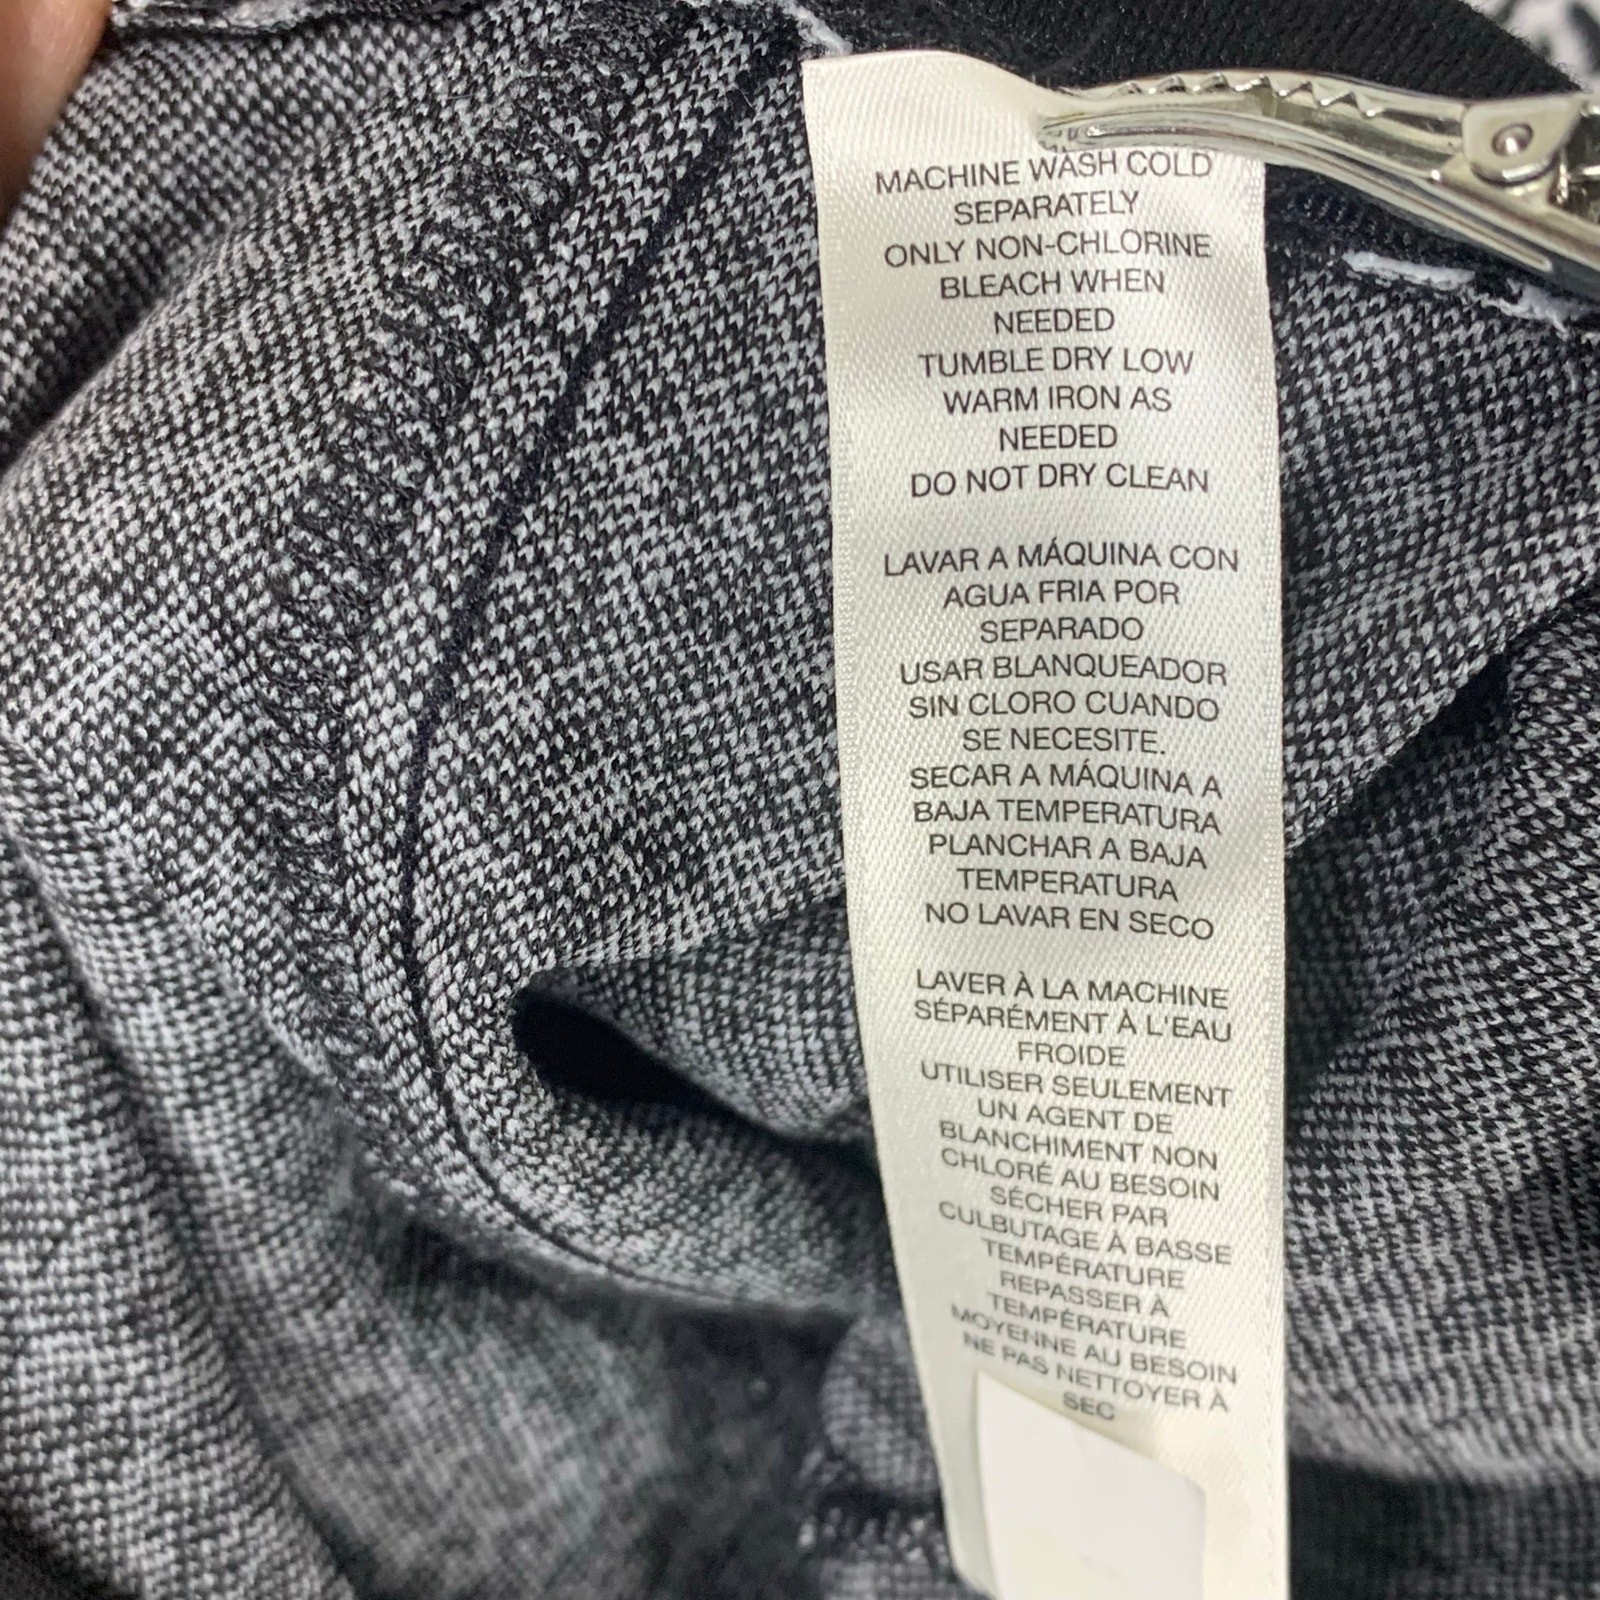 MACHINE WASH COLD
SEPARATELY
ONLY NON-CHLORINE
BLEACH WHEN
NEEDED
TUMBLE DRY LOW
WARM IRON AS
NEEDED
DO NOT DRY CLEAN
LAVAR A MÁQUINA CON
AGUA FRIA POR
SEPARADO
USAR BLANQUEADOR
SIN CLORO CUANDO
SE NECESITE.
SECAR A MÁQUINA A
BAJA TEMPERATURA
PLANCHAR A BAJA
TEMPERATURA
NO LAVAR EN SECO
LAVER À LA MACHINE
SÉPARÉMENT À L'EAU
FROIDE
UTILISER SEULEMENT
UN AGENT DE
BLANCHIMENT NON
CHLORÉ AU BESOIN
SÉCHER PAR
CULBUTAGE À BASSE
TEMPÉRATURE
REPASSER À
TEMPÉRATURE
MOYENNE AU BESOIN
NE PAS NETTOYER À
SEC